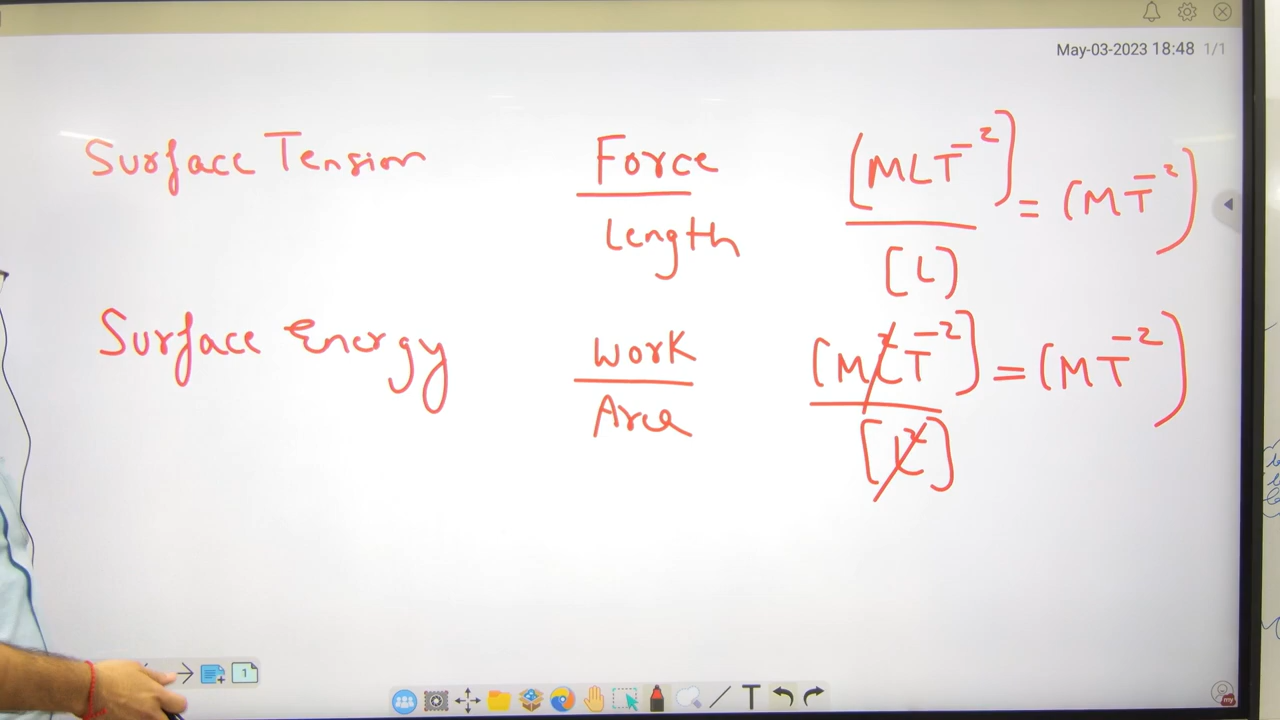 May-03-2023 18:48 1/1
Surface Tension Force/Length [MLT⁻²]/[L] = (MT⁻²)
Surface Energy Work/Area (ML²T⁻²)/[L²] = (MT⁻²)
1
T